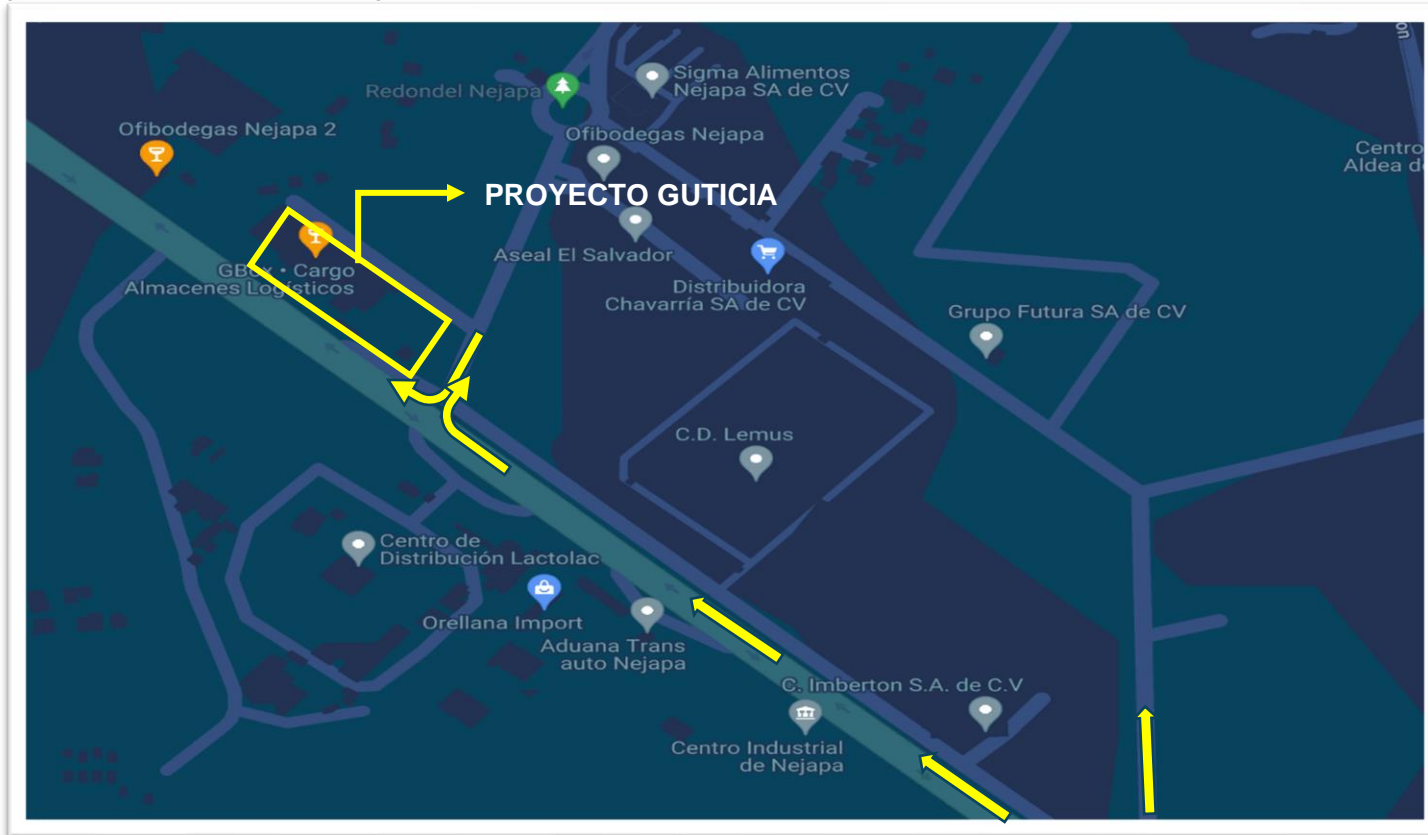 Redondel Nejapa
Sigma Alimentos
Nejapa SA de CV
Ofibodegas Nejapa 2
Ofibodegas Nejapa
Centro
Aldea d
PROYECTO GUTICIA
Aseal El Salvador
GBox • Cargo
Almacenes Logísticos
Distribuidora
Chavarría SA de CV
Grupo Futura SA de CV
C.D. Lemus
Centro de
Distribución Lactolac
Orellana Import
Aduana Trans
auto Nejapa
C. Imberton S.A. de C.V
Centro Industrial
de Nejapa